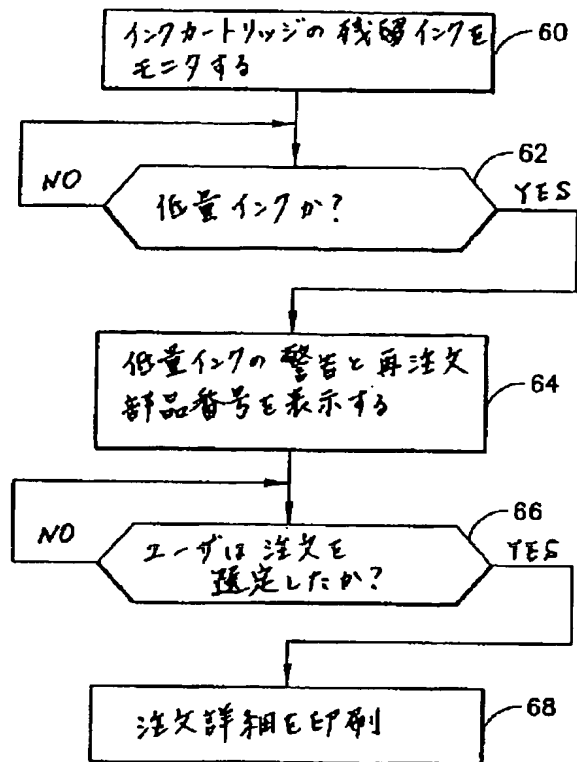 インクカートリッジの残留インクを
モニタする
60
62
NO
低量インクか?
YES
低量インクの警告と再注文
部品番号を表示する
64
66
NO
ユーザは注文を
選定したか?
YES
注文詳細を印刷
68